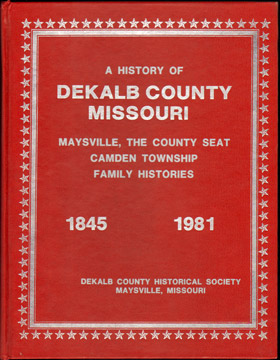 A HISTORY OF
DEKALB COUNTY
MISSOURI
MAYSVILLE, THE COUNTY SEAT
CAMDEN TOWNSHIP
FAMILY HISTORIES
1845 1981
DEKALB COUNTY HISTORICAL SOCIETY
MAYSVILLE, MISSOURI